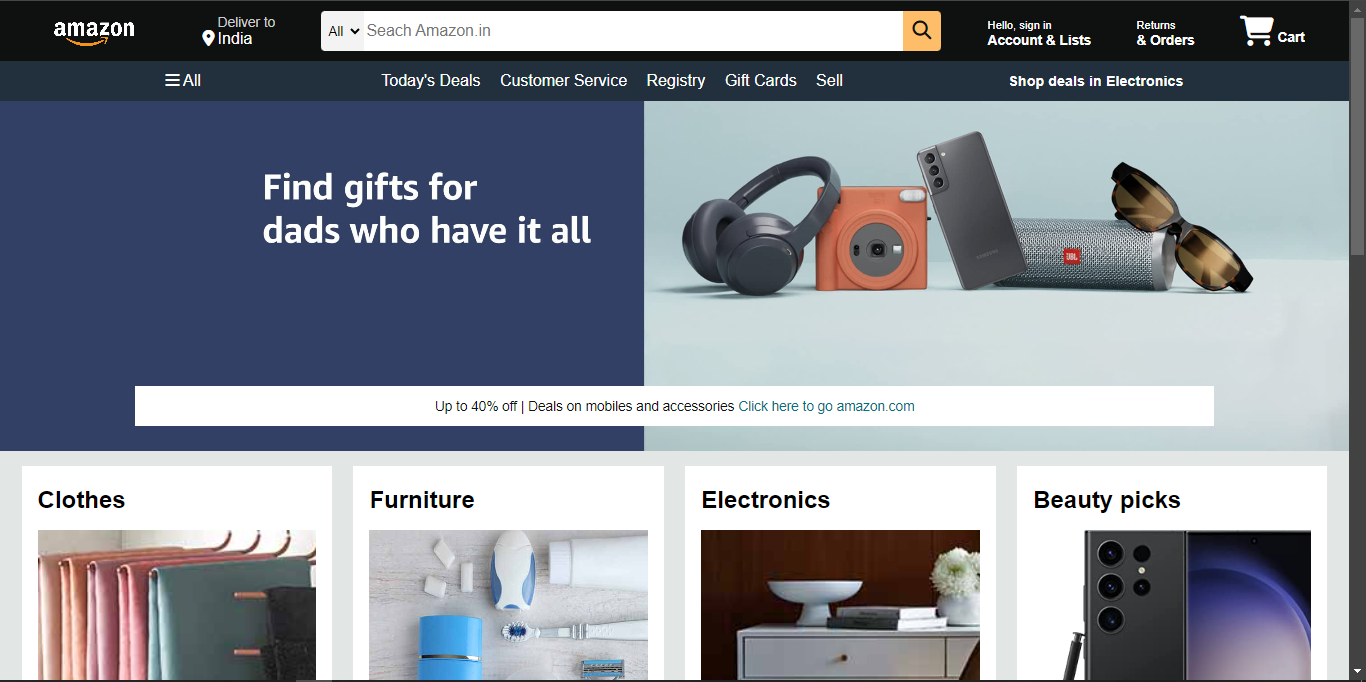 amazon
Deliver to
India
All
Seach Amazon.in
Hello, sign in
Account & Lists
Returns
& Orders
Cart
All
Today's Deals
Customer Service
Registry
Gift Cards
Sell
Shop deals in Electronics
Find gifts for
dads who have it all
SAMSUNG
JBL
Up to 40% off | Deals on mobiles and accessories Click here to go amazon.com
Clothes
Furniture
Electronics
Beauty picks